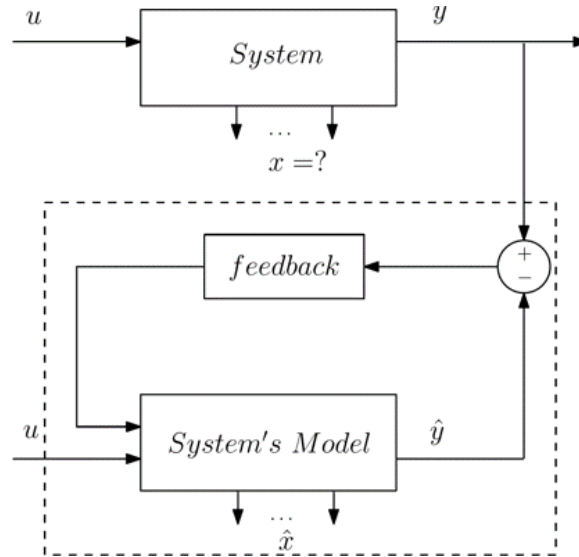 u
y
System
...
x =?
feedback
+
−
u
System's Model
ŷ
...
x̂